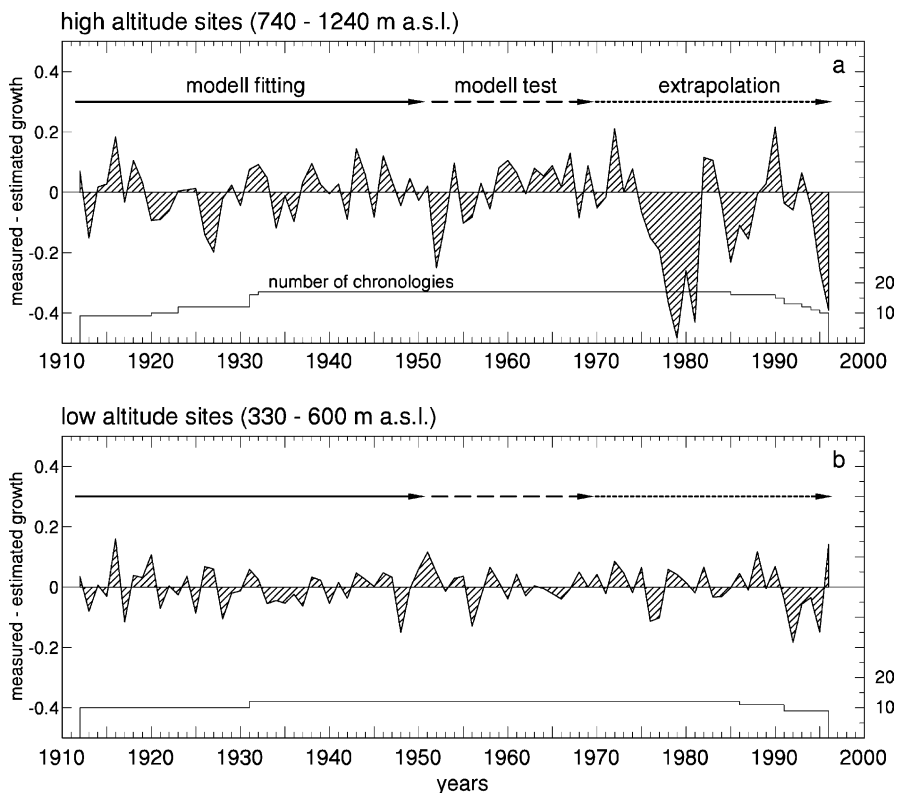 high altitude sites (740 - 1240 m a.s.l.)
a
modell fitting
modell test
extrapolation
measured - estimated growth
0.4
0.2
0
-0.2
-0.4
number of chronologies
20
10
1910 1920 1930 1940 1950 1960 1970 1980 1990 2000
low altitude sites (330 - 600 m a.s.l.)
b
measured - estimated growth
0.4
0.2
0
-0.2
-0.4
20
10
1910 1920 1930 1940 1950 1960 1970 1980 1990 2000
years